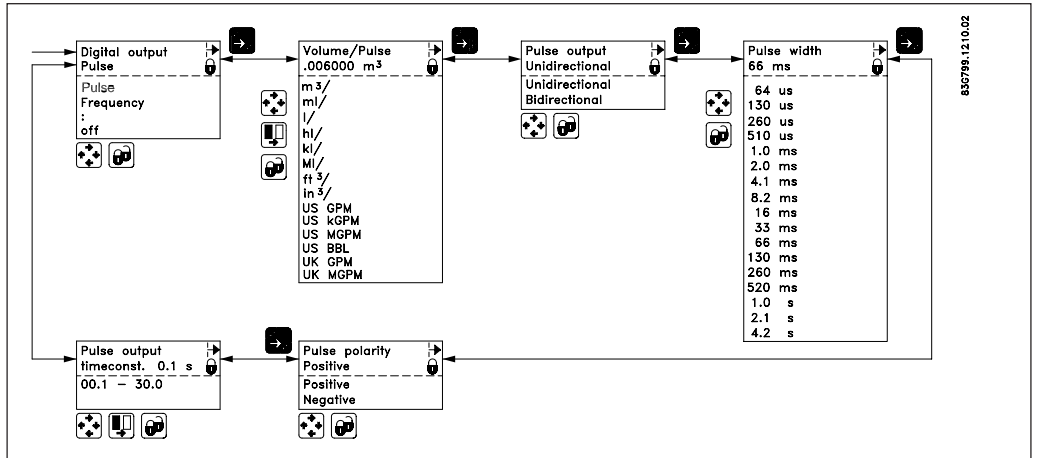 Digital output
Pulse
Pulse
Frequency
:
off
Volume/Pulse
.006000 m³
m³/
ml/
l/
hl/
kl/
Ml/
ft³/
in³/
US GPM
US kGPM
US MGPM
US BBL
UK GPM
UK MGPM
Pulse output
Unidirectional
Unidirectional
Bidirectional
Pulse width
66 ms
64 us
130 us
260 us
510 us
1.0 ms
2.0 ms
4.1 ms
8.2 ms
16 ms
33 ms
66 ms
130 ms
260 ms
520 ms
1.0 s
2.1 s
4.2 s
83G799.1210.02
Pulse output
timeconst. 0.1 s
00.1 – 30.0
Pulse polarity
Positive
Positive
Negative